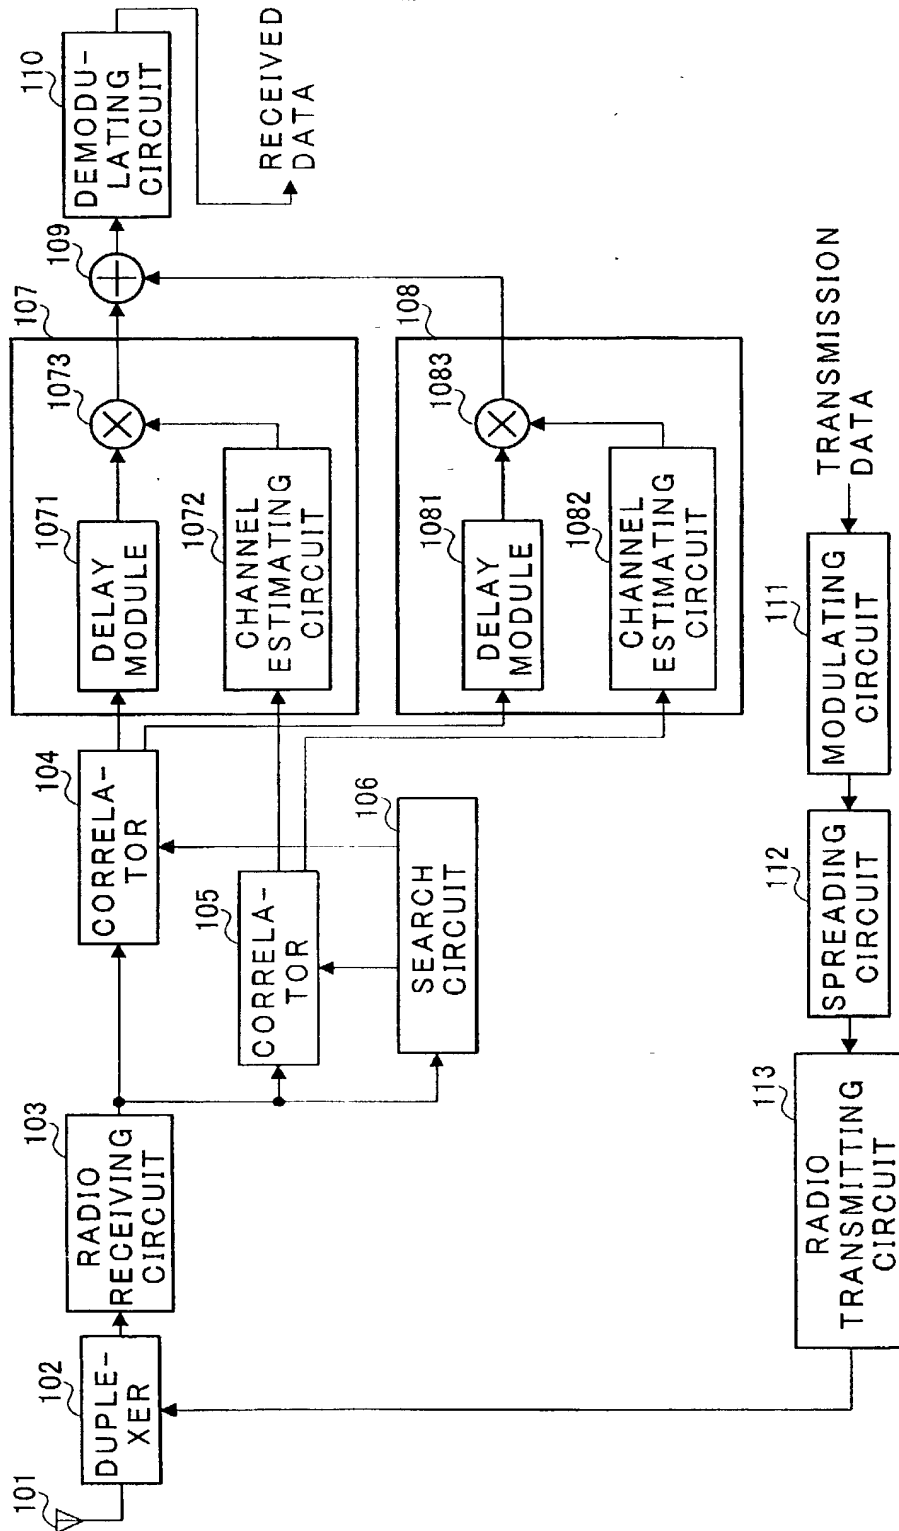 101
102
DUPLE-
XER
103
RADIO
RECEIVING
CIRCUIT
104
CORRELA-
TOR
105
CORRELA-
TOR
106
SEARCH
CIRCUIT
107
1071
DELAY
MODULE
1072
CHANNEL
ESTIMATING
CIRCUIT
1073
108
1081
DELAY
MODULE
1082
CHANNEL
ESTIMATING
CIRCUIT
1083
109
110
DEMODU-
LATING
CIRCUIT
RECEIVED
DATA
TRANSMISSION
DATA
111
MODULATING
CIRCUIT
112
SPREADING
CIRCUIT
113
RADIO
TRANSMITTING
CIRCUIT